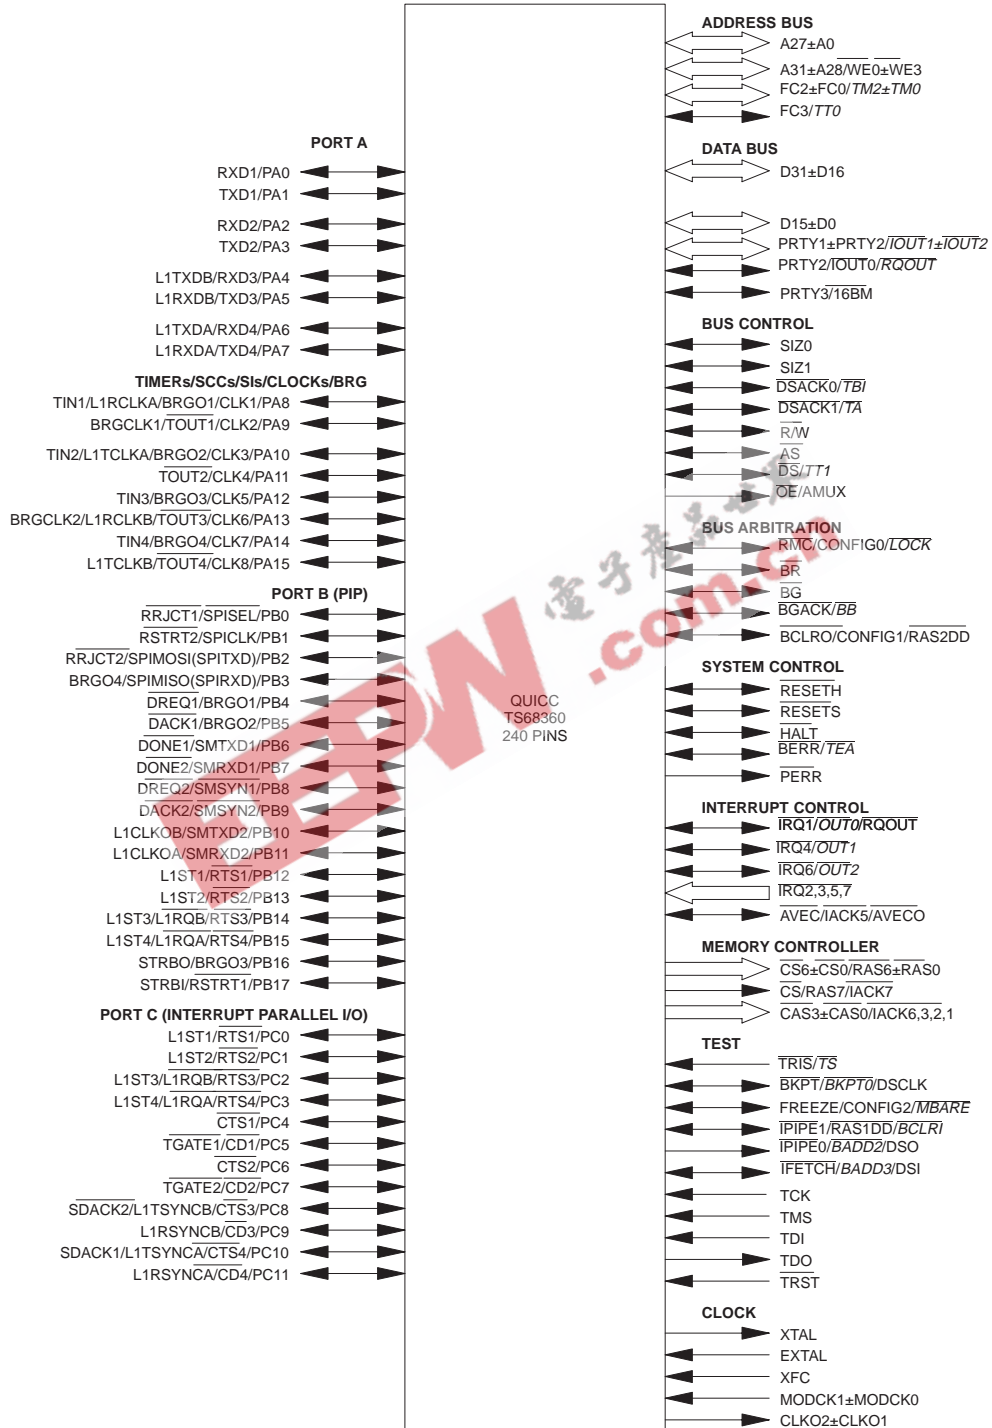 PORT A
RXD1/PA0
TXD1/PA1
RXD2/PA2
TXD2/PA3
L1TXDB/RXD3/PA4
L1RXDB/TXD3/PA5
L1TXDA/RXD4/PA6
L1RXDA/TXD4/PA7
TIMERs/SCCs/SIs/CLOCKs/BRG
TIN1/L1RCLKA/BRGO1/CLK1/PA8
BRGCLK1/TOUT1/CLK2/PA9
TIN2/L1TCLKA/BRGO2/CLK3/PA10
TOUT2/CLK4/PA11
TIN3/BRGO3/CLK5/PA12
BRGCLK2/L1RCLKB/TOUT3/CLK6/PA13
TIN4/BRGO4/CLK7/PA14
L1TCLKB/TOUT4/CLK8/PA15
PORT B (PIP)
RRJCT1/SPISEL/PB0
RSTRT2/SPICLK/PB1
RRJCT2/SPIMOSI(SPITXD)/PB2
BRGO4/SPIMISO(SPIRXD)/PB3
DREQ1/BRGO1/PB4
DACK1/BRGO2/PB5
DONE1/SMTXD1/PB6
DONE2/SMRXD1/PB7
DREQ2/SMSYN1/PB8
DACK2/SMSYN2/PB9
L1CLKOB/SMTXD2/PB10
L1CLKOA/SMRXD2/PB11
L1ST1/RTS1/PB12
L1ST2/RTS2/PB13
L1ST3/L1RQB/RTS3/PB14
L1ST4/L1RQA/RTS4/PB15
STRBO/BRGO3/PB16
STRBI/RSTRT1/PB17
PORT C (INTERRUPT PARALLEL I/O)
L1ST1/RTS1/PC0
L1ST2/RTS2/PC1
L1ST3/L1RQB/RTS3/PC2
L1ST4/L1RQA/RTS4/PC3
CTS1/PC4
TGATE1/CD1/PC5
CTS2/PC6
TGATE2/CD2/PC7
SDACK2/L1TSYNCB/CTS3/PC8
L1RSYNCB/CD3/PC9
SDACK1/L1TSYNCA/CTS4/PC10
L1RSYNCA/CD4/PC11
QUICC
TS68360
240 PINS
EEPW.com.cn
電子產品世界
ADDRESS BUS
A27±A0
A31±A28/WE0±WE3
FC2±FC0/TM2±TM0
FC3/TT0
DATA BUS
D31±D16
D15±D0
PRTY1±PRTY2/IOUT1±IOUT2
PRTY2/IOUT0/RQOUT
PRTY3/16BM
BUS CONTROL
SIZ0
SIZ1
DSACK0/TBI
DSACK1/TA
R/W
AS
DS/TT1
OE/AMUX
BUS ARBITRATION
RMC/CONFIG0/LOCK
BR
BG
BGACK/BB
BCLRO/CONFIG1/RAS2DD
SYSTEM CONTROL
RESETH
RESETS
HALT
BERR/TEA
PERR
INTERRUPT CONTROL
IRQ1/OUT0/RQOUT
IRQ4/OUT1
IRQ6/OUT2
IRQ2,3,5,7
AVEC/IACK5/AVECO
MEMORY CONTROLLER
CS6±CS0/RAS6±RAS0
CS/RAS7/IACK7
CAS3±CAS0/IACK6,3,2,1
TEST
TRIS/TS
BKPT/BKPT0/DSCLK
FREEZE/CONFIG2/MBARE
IPIPE1/RAS1DD/BCLRI
IPIPE0/BADD2/DSO
IFETCH/BADD3/DSI
TCK
TMS
TDI
TDO
TRST
CLOCK
XTAL
EXTAL
XFC
MODCK1±MODCK0
CLKO2±CLKO1